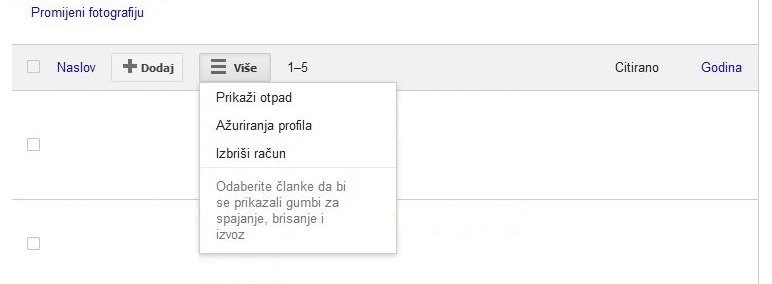 Promijeni fotografiju
Naslov Dodaj Više 1–5 Citirano Godina
Prikaži otpad
Ažuriranja profila
Izbriši račun
Odaberite članke da bi
se prikazali gumbi za
spajanje, brisanje i
izvoz